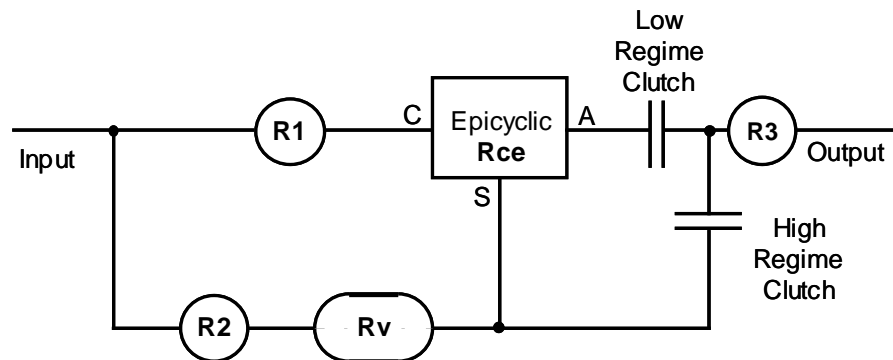 Low
Regime
Clutch
C
Epicyclic
Rce
A
R1
R3
Input
Output
S
High
Regime
Clutch
R2
Rv